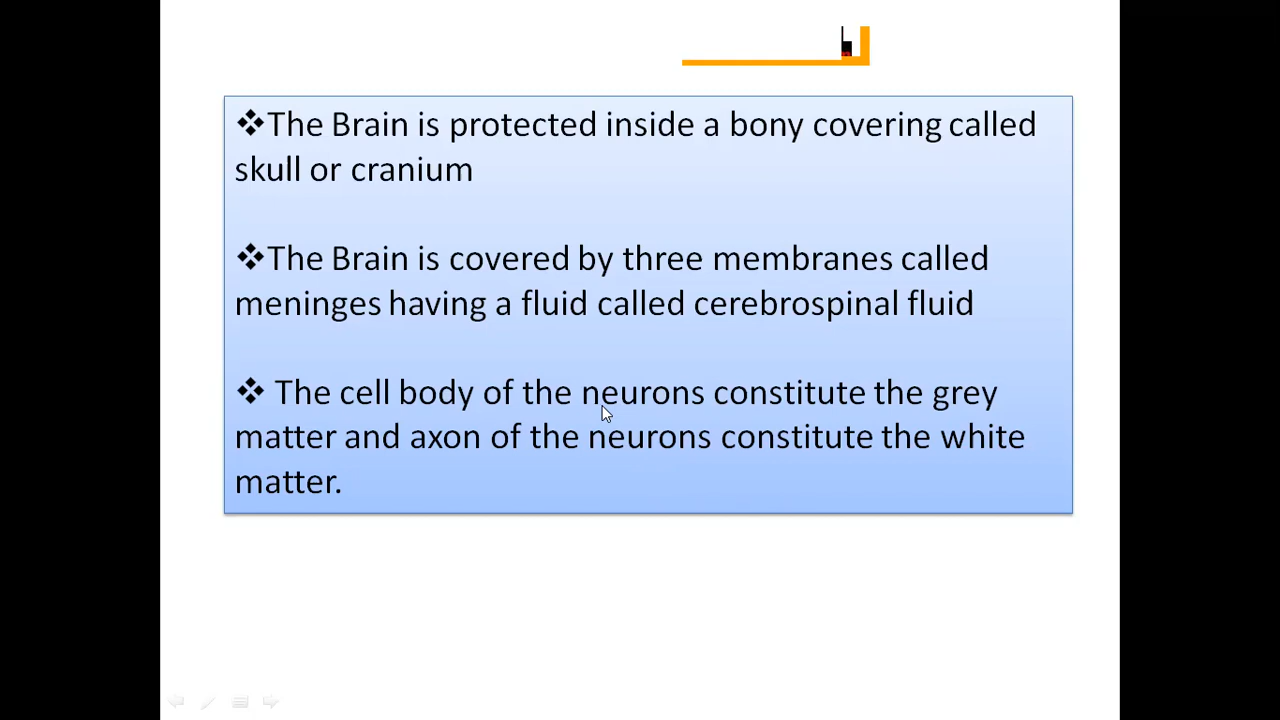 ❖The Brain is protected inside a bony covering called
skull or cranium
❖The Brain is covered by three membranes called
meninges having a fluid called cerebrospinal fluid
❖ The cell body of the neurons constitute the grey
matter and axon of the neurons constitute the white
matter.